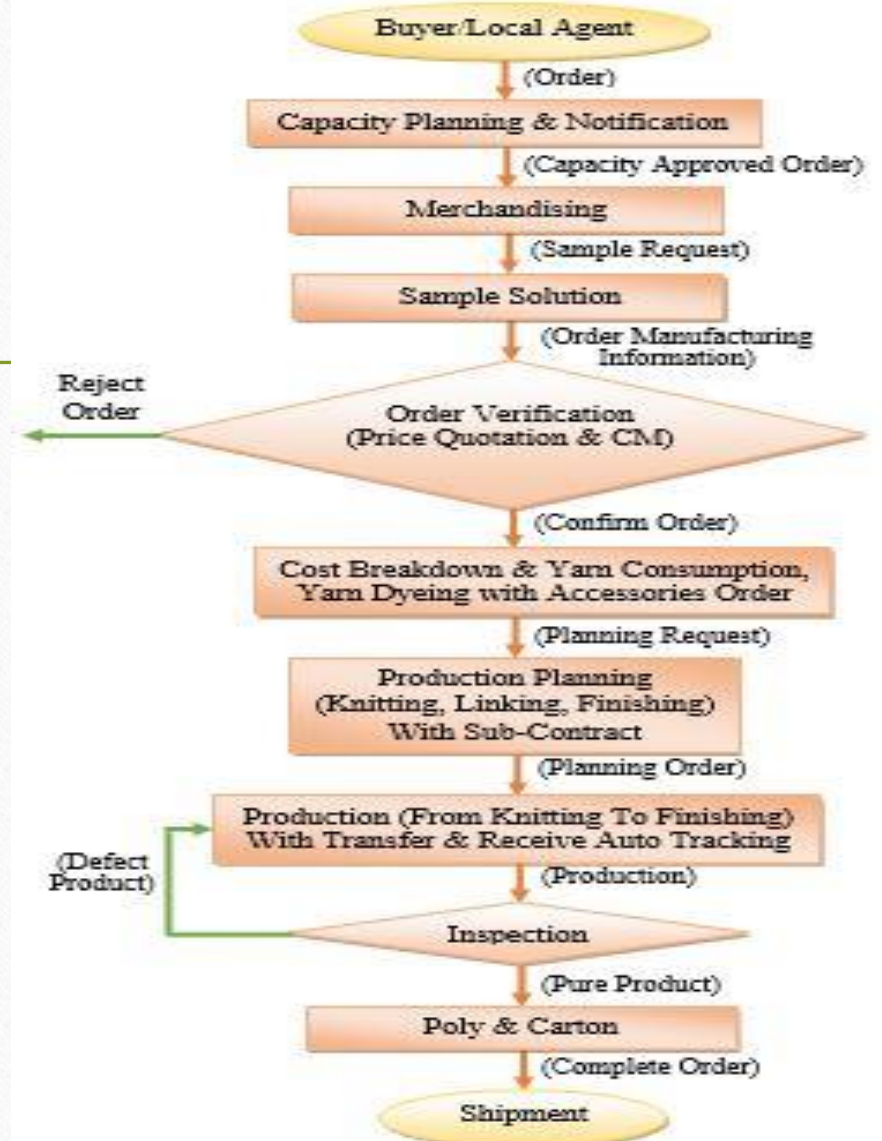 Buyer/Local Agent
(Order)
Capacity Planning & Notification
(Capacity Approved Order)
Merchandising
(Sample Request)
Sample Solution
(Order Manufacturing
Information)
Reject
Order
Order Verification
(Price Quotation & CM)
(Confirm Order)
Cost Breakdown & Yarn Consumption,
Yarn Dyeing with Accessories Order
(Planning Request)
Production Planning
(Knitting, Linking, Finishing)
With Sub-Contract
(Planning Order)
Production (From Knitting To Finishing)
With Transfer & Receive Auto Tracking
(Defect
Product)
(Production)
Inspection
(Pure Product)
Poly & Carton
(Complete Order)
Shipment